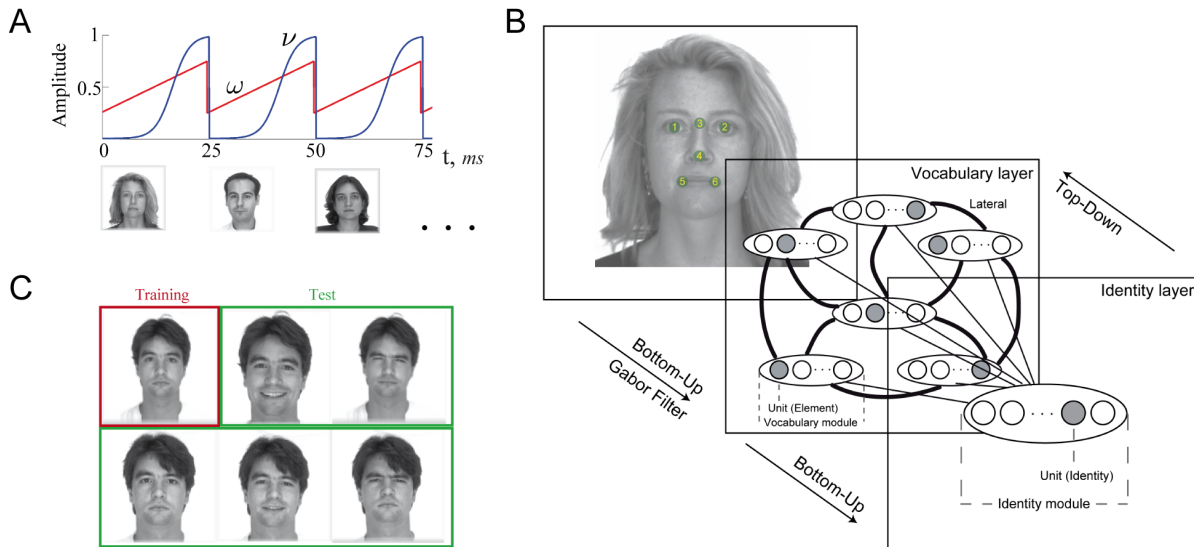 A
Amplitude
1
0.5
ν
ω
0
25
50
75
t, ms
. . .
B
1
3
2
4
5
6
Vocabulary layer
Lateral
Top-Down
Identity layer
Bottom-Up
Gabor Filter
Unit (Element)
Vocabulary module
Bottom-Up
Unit (Identity)
Identity module
C
Training
Test